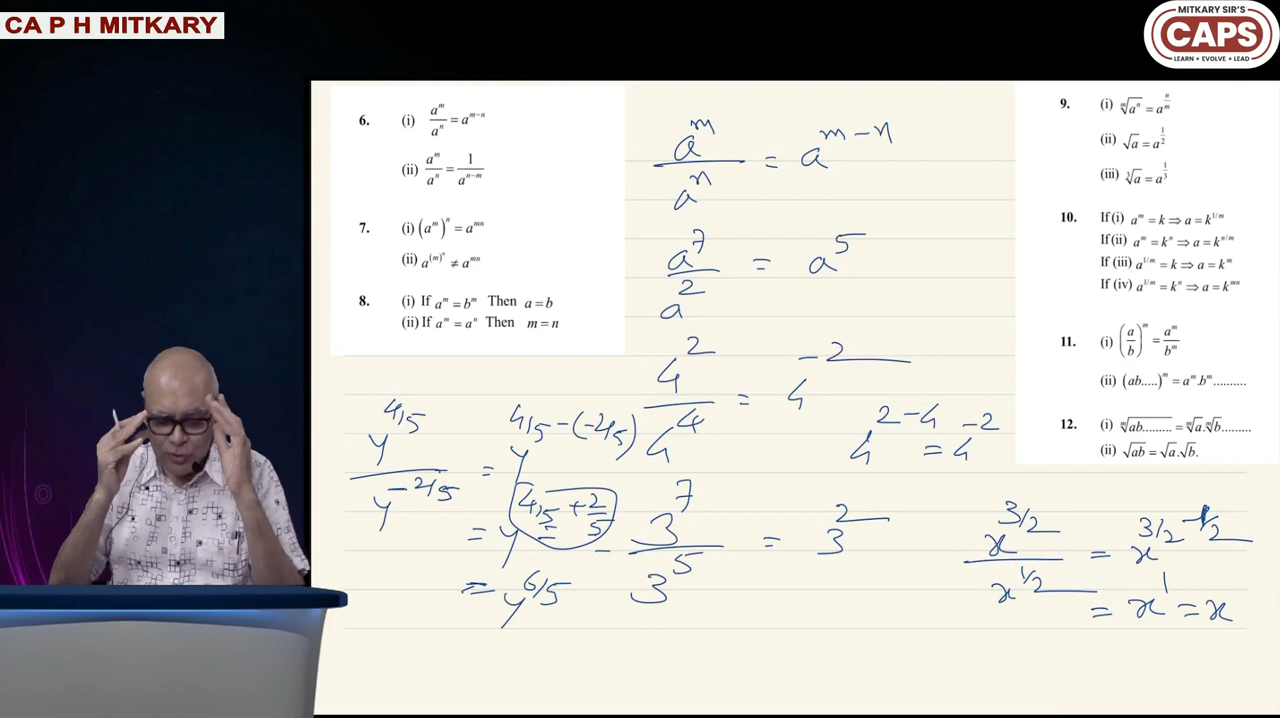 CA P H MITKARY
MITKARY SIR'S
CAPS
LEARN • EVOLVE • LEAD
6. (i) a^m/a^n = a^(m−n)
(ii) a^m/a^n = 1/a^(n−m)
7. (i) (a^m)^n = a^mn
(ii) a^(m)^n ≠ a^mn
8. (i) If a^m = b^m Then a = b
(ii) If a^m = a^n Then m = n
a^m/a^n = a^(m−n)
a^7/a^2 = a^5
4^2/4^4 = 4^−2
4^(2−4) = 4^−2
y^(4/5)/y^(−2/5) = y^(4/5−(−2/5))
= y^(4/5+2/5)
= y^(6/5)
3^7/3^5 = 3^2
x^(3/2)/x^(1/2) = x^(3/2−1/2)
= x^1 = x
9. (i) ᵐ√a^n = a^(n/m)
(ii) √a = a^(1/2)
(iii) ³√a = a^(1/3)
10. If (i) a^m = k ⇒ a = k^(1/m)
If (ii) a^m = k^n ⇒ a = k^(n/m)
If (iii) a^(1/m) = k ⇒ a = k^m
If (iv) a^(1/m) = k^n ⇒ a = k^mn
11. (i) (a/b)^m = a^m/b^m
(ii) (ab.....)^m = a^m.b^m..........
12. (i) ⁿ√ab......... = ⁿ√a.ⁿ√b.........
(ii) √ab = √a.√b.